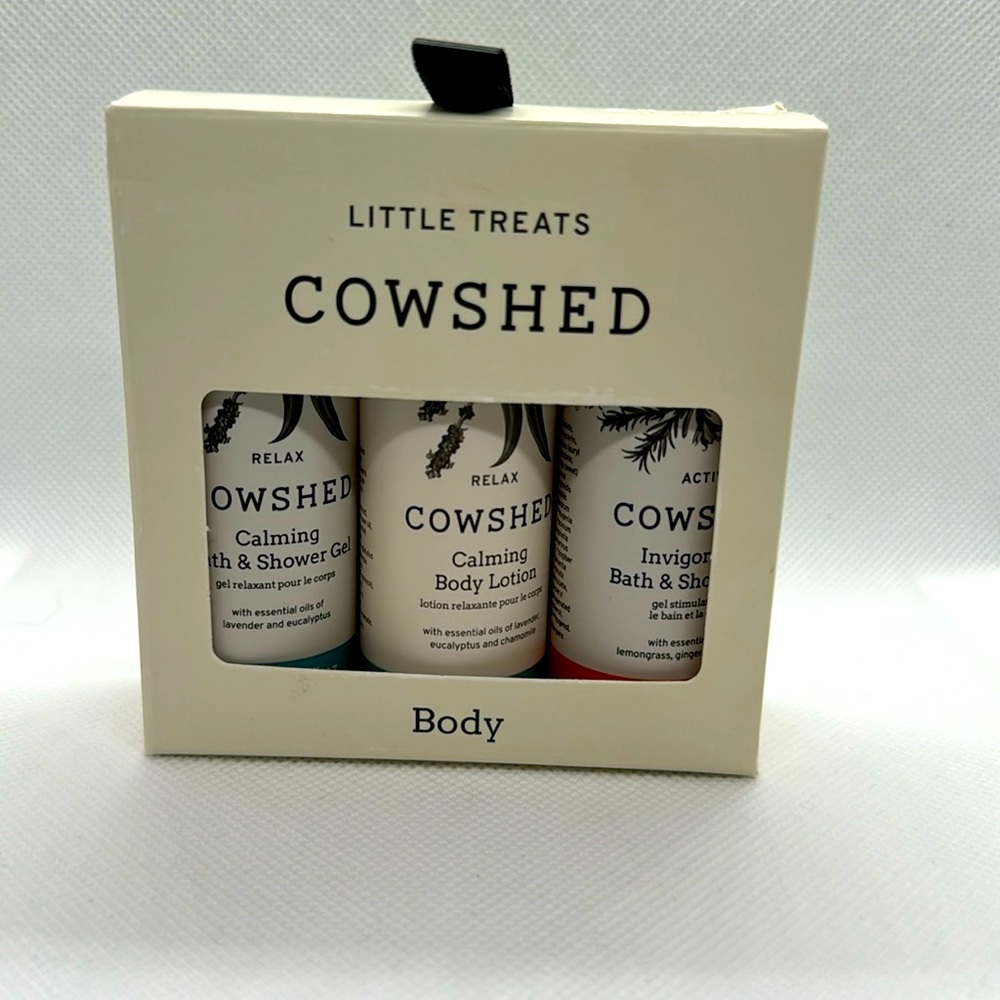 LITTLE TREATS
COWSHED
RELAX
OWSHED
Calming
th & Shower Gel
gel relaxant pour le corps
with essential oils of
lavender and eucalyptus
RELAX
COWSHED
Calming
Body Lotion
lotion relaxante pour le corps
with essential oils of lavender,
eucalyptus and chamomile
ACTI
COWS
Invigor
Bath & Sho
gel stimula
le bain et la
with essenti
lemongrass, ginger
Body